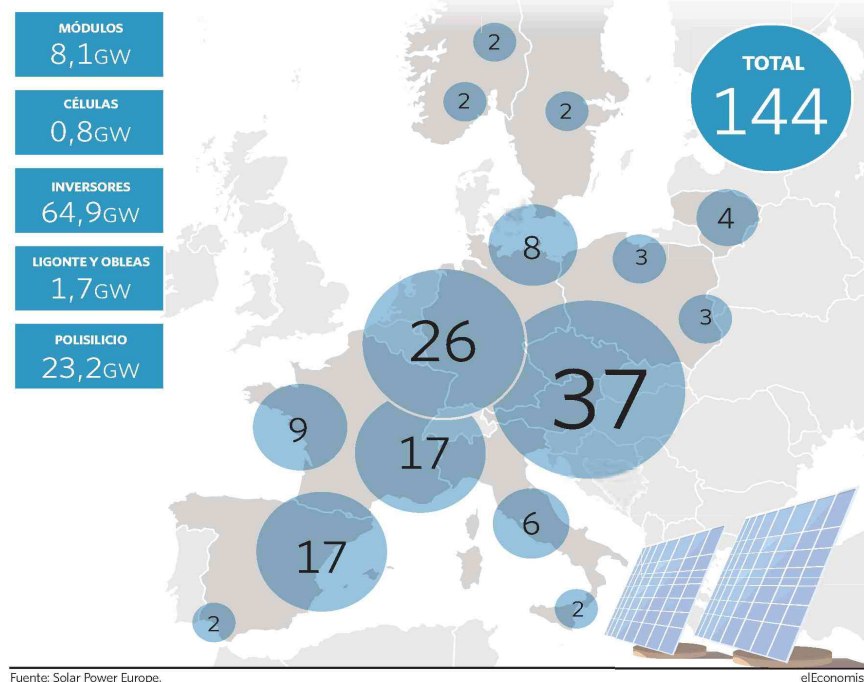 MÓDULOS
8,1GW
CÉLULAS
0,8GW
INVERSORES
64,9GW
LIGONTE Y OBLEAS
1,7GW
POLISILICIO
23,2GW
TOTAL
144
2
2
2
4
8
3
3
26
37
9
17
6
17
2
2
Fuente: Solar Power Europe.
elEconomis